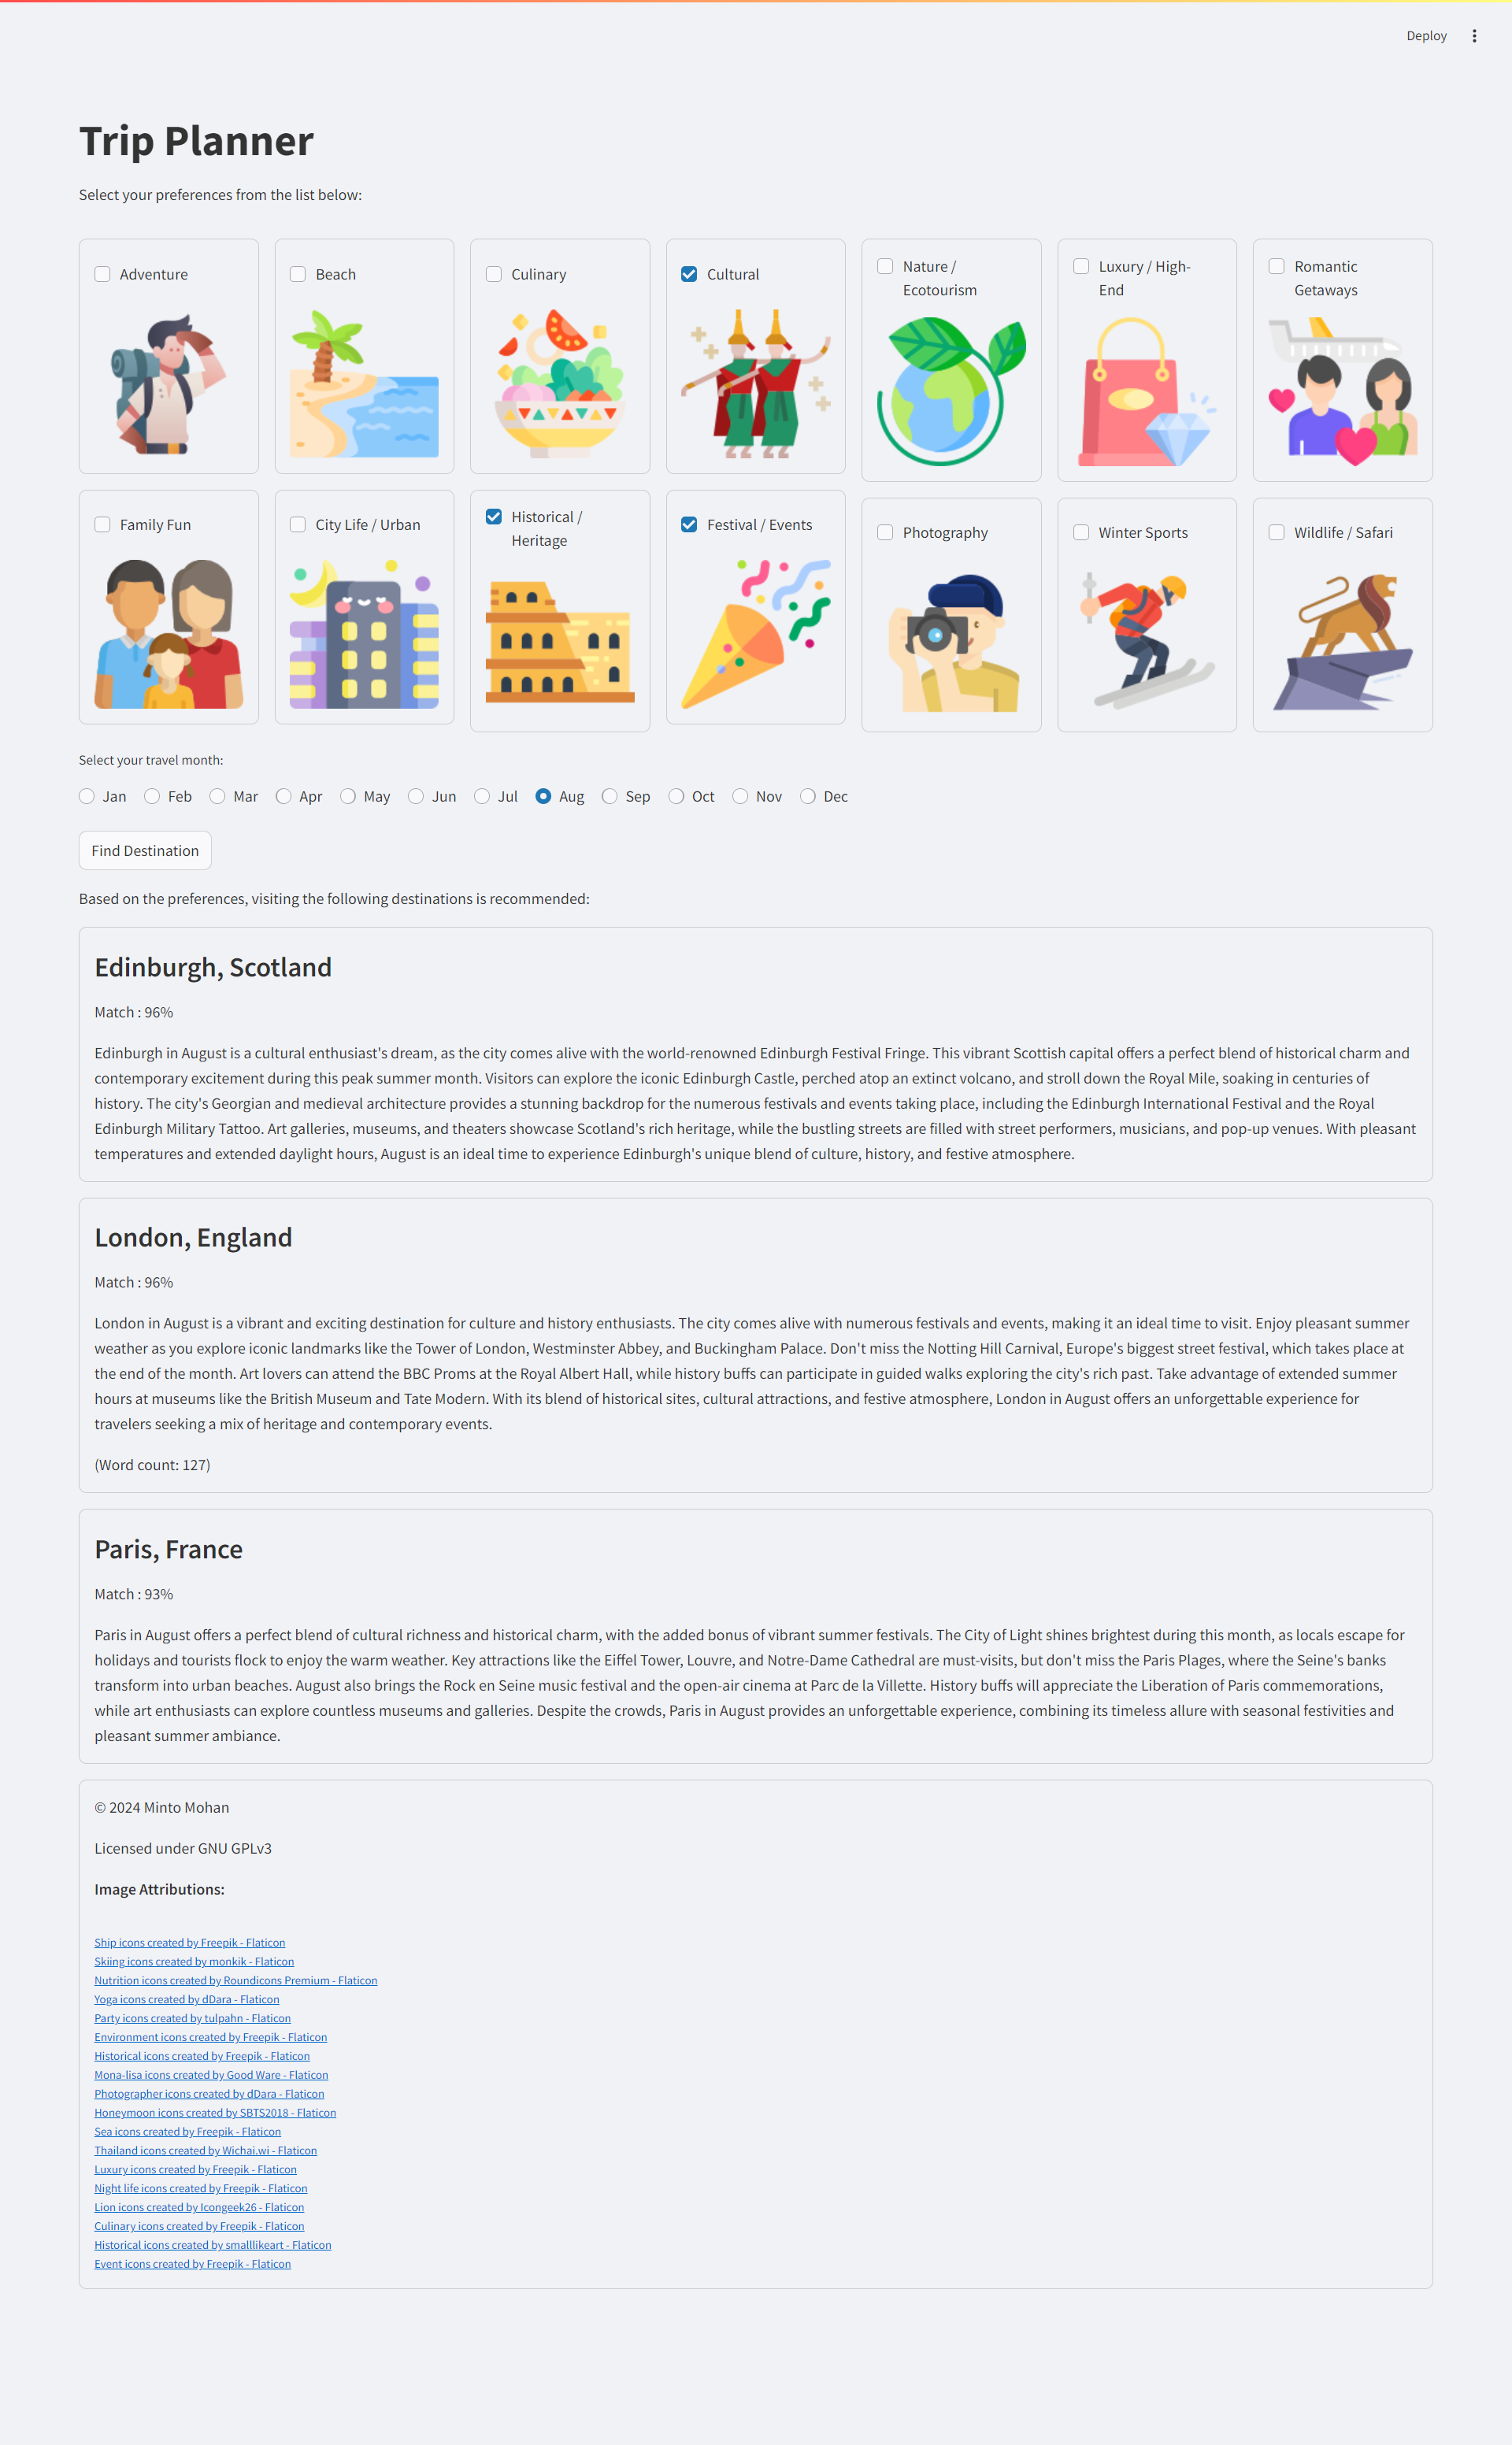 Deploy
Trip Planner
Select your preferences from the list below:
Adventure
Beach
Culinary
Cultural
Nature /
Ecotourism
Luxury / High-
End
Romantic
Getaways
Family Fun
City Life / Urban
Historical /
Heritage
Festival / Events
Photography
Winter Sports
Wildlife / Safari
Select your travel month:
Jan Feb Mar Apr May Jun Jul Aug Sep Oct Nov Dec
Find Destination
Based on the preferences, visiting the following destinations is recommended:
Edinburgh, Scotland
Match : 96%
Edinburgh in August is a cultural enthusiast's dream, as the city comes alive with the world-renowned Edinburgh Festival Fringe. This vibrant Scottish capital offers a perfect blend of historical charm and
contemporary excitement during this peak summer month. Visitors can explore the iconic Edinburgh Castle, perched atop an extinct volcano, and stroll down the Royal Mile, soaking in centuries of
history. The city's Georgian and medieval architecture provides a stunning backdrop for the numerous festivals and events taking place, including the Edinburgh International Festival and the Royal
Edinburgh Military Tattoo. Art galleries, museums, and theaters showcase Scotland's rich heritage, while the bustling streets are filled with street performers, musicians, and pop-up venues. With pleasant
temperatures and extended daylight hours, August is an ideal time to experience Edinburgh's unique blend of culture, history, and festive atmosphere.
London, England
Match : 96%
London in August is a vibrant and exciting destination for culture and history enthusiasts. The city comes alive with numerous festivals and events, making it an ideal time to visit. Enjoy pleasant summer
weather as you explore iconic landmarks like the Tower of London, Westminster Abbey, and Buckingham Palace. Don't miss the Notting Hill Carnival, Europe's biggest street festival, which takes place at
the end of the month. Art lovers can attend the BBC Proms at the Royal Albert Hall, while history buffs can participate in guided walks exploring the city's rich past. Take advantage of extended summer
hours at museums like the British Museum and Tate Modern. With its blend of historical sites, cultural attractions, and festive atmosphere, London in August offers an unforgettable experience for
travelers seeking a mix of heritage and contemporary events.
(Word count: 127)
Paris, France
Match : 93%
Paris in August offers a perfect blend of cultural richness and historical charm, with the added bonus of vibrant summer festivals. The City of Light shines brightest during this month, as locals escape for
holidays and tourists flock to enjoy the warm weather. Key attractions like the Eiffel Tower, Louvre, and Notre-Dame Cathedral are must-visits, but don't miss the Paris Plages, where the Seine's banks
transform into urban beaches. August also brings the Rock en Seine music festival and the open-air cinema at Parc de la Villette. History buffs will appreciate the Liberation of Paris commemorations,
while art enthusiasts can explore countless museums and galleries. Despite the crowds, Paris in August provides an unforgettable experience, combining its timeless allure with seasonal festivities and
pleasant summer ambiance.
© 2024 Minto Mohan
Licensed under GNU GPLv3
Image Attributions:
Ship icons created by Freepik - Flaticon
Skiing icons created by monkik - Flaticon
Nutrition icons created by Roundicons Premium - Flaticon
Yoga icons created by dDara - Flaticon
Party icons created by tulpahn - Flaticon
Environment icons created by Freepik - Flaticon
Historical icons created by Freepik - Flaticon
Mona-lisa icons created by Good Ware - Flaticon
Photographer icons created by dDara - Flaticon
Honeymoon icons created by SBTS2018 - Flaticon
Sea icons created by Freepik - Flaticon
Thailand icons created by Wichai.wi - Flaticon
Luxury icons created by Freepik - Flaticon
Night life icons created by Freepik - Flaticon
Lion icons created by Icongeek26 - Flaticon
Culinary icons created by Freepik - Flaticon
Historical icons created by smalllikeart - Flaticon
Event icons created by Freepik - Flaticon